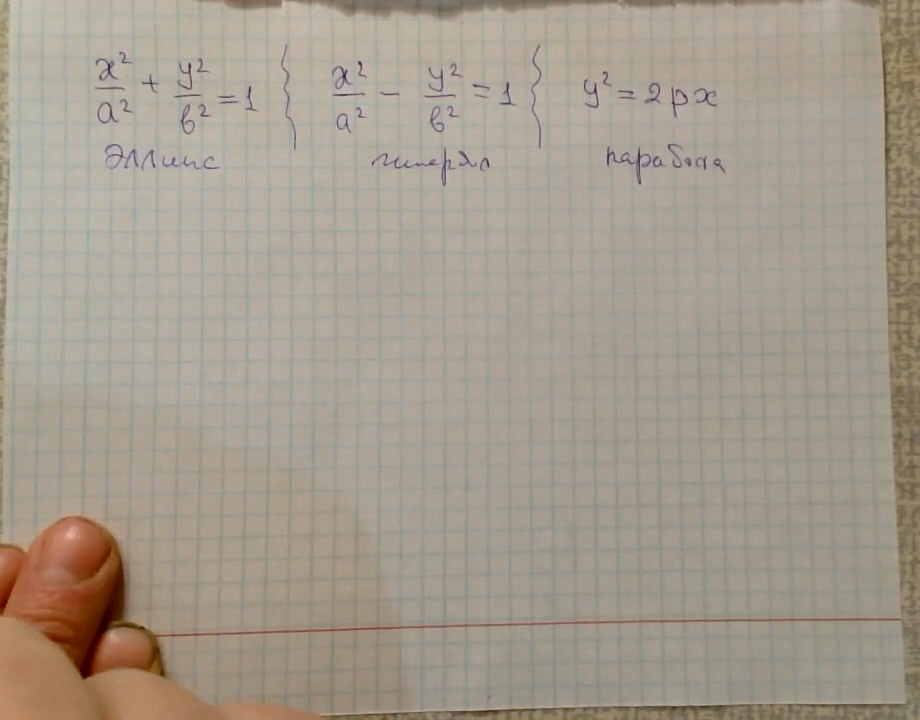 x²/a² + y²/b² = 1 { x²/a² − y²/b² = 1 } y² = 2px
эллипс парабола